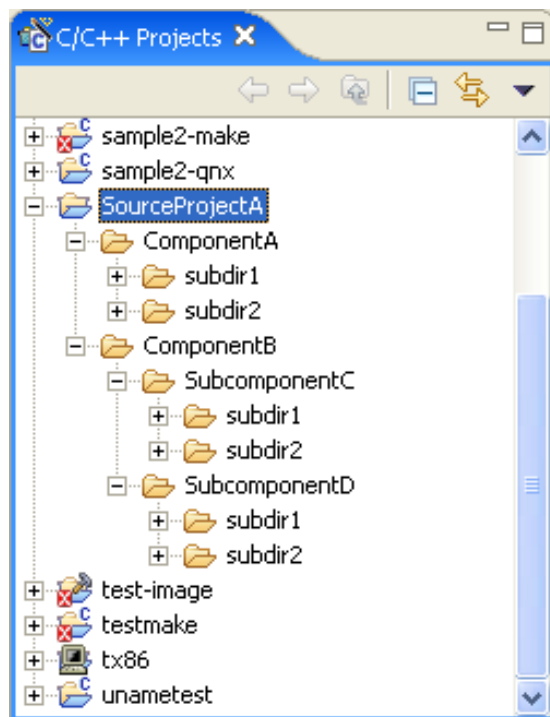 C/C++ Projects
sample2-make
sample2-qnx
SourceProjectA
ComponentA
subdir1
subdir2
ComponentB
SubcomponentC
subdir1
subdir2
SubcomponentD
subdir1
subdir2
test-image
testmake
tx86
unametest